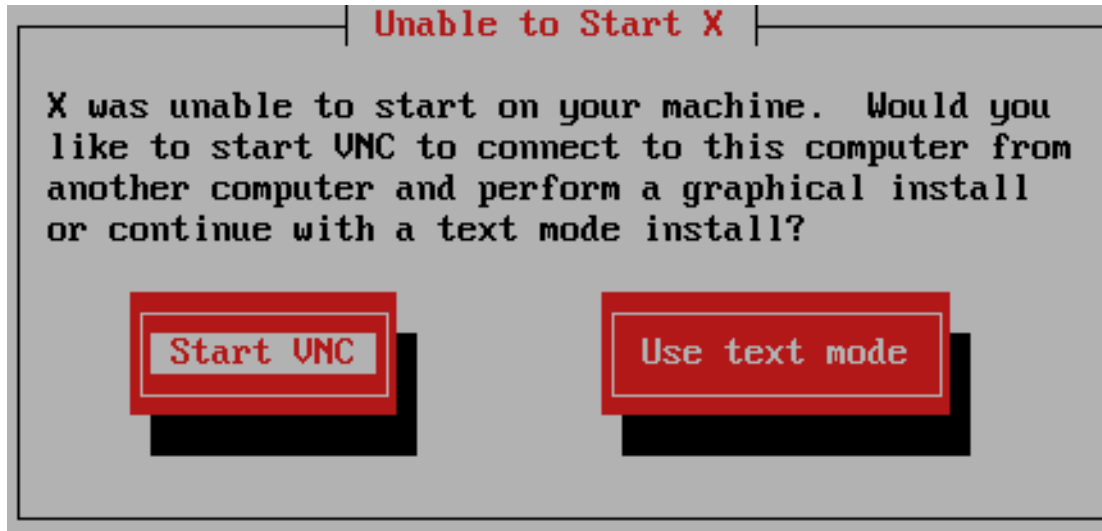 Unable to Start X
X was unable to start on your machine.  Would you
like to start VNC to connect to this computer from
another computer and perform a graphical install
or continue with a text mode install?
Start VNC
Use text mode